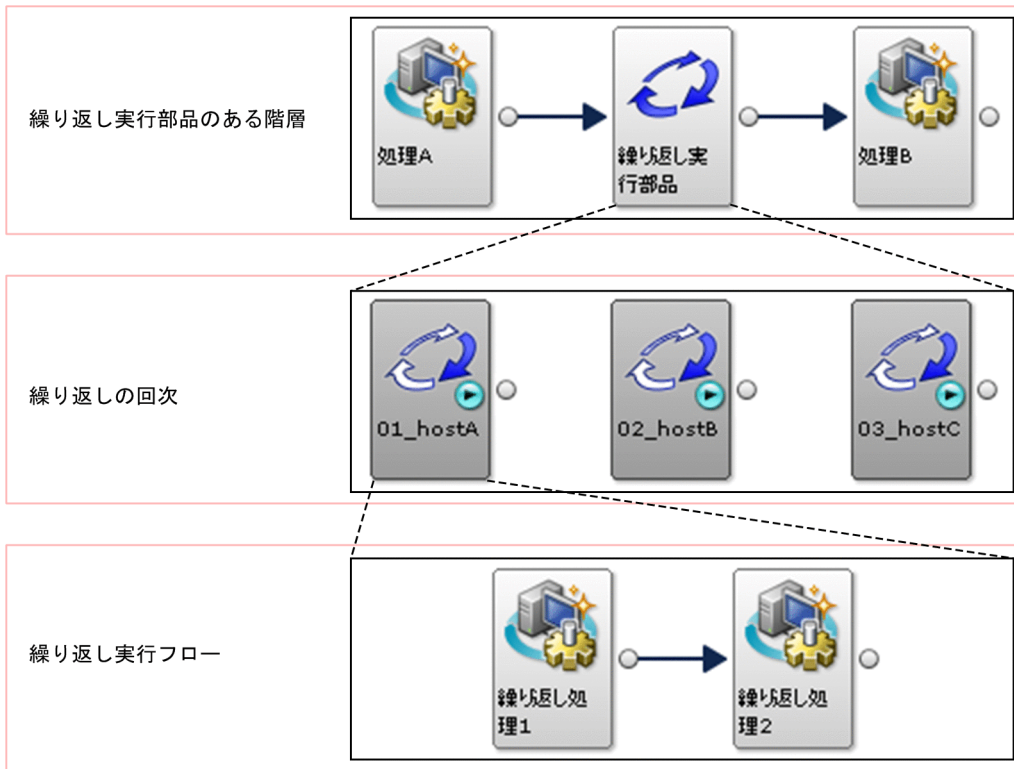 繰り返し実行部品のある階層
処理A
繰り返し実
行部品
処理B
繰り返しの回次
01_hostA
02_hostB
03_hostC
繰り返し実行フロー
繰り返し処
理1
繰り返し処
理2